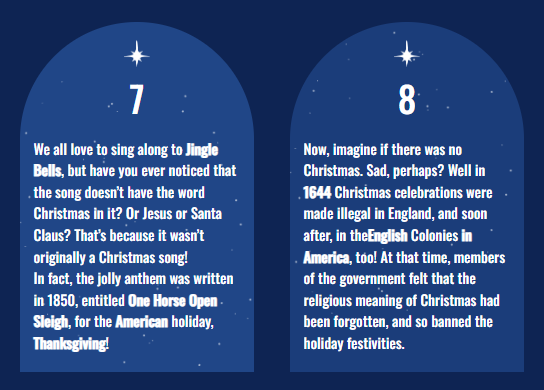 7
We all love to sing along to Jingle
Bells, but have you ever noticed that
the song doesn't have the word
Christmas in it? Or Jesus or Santa
Claus? That's because it wasn't
originally a Christmas song!
In fact, the jolly anthem was written
in 1850, entitled One Horse Open
Sleigh, for the American holiday,
Thanksgiving!
8
Now, imagine if there was no
Christmas. Sad, perhaps? Well in
1644 Christmas celebrations were
made illegal in England, and soon
after, in theEnglish Colonies in
America, too! At that time, members
of the government felt that the
religious meaning of Christmas had
been forgotten, and so banned the
holiday festivities.